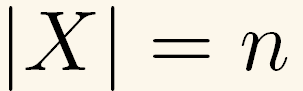 |X| = n